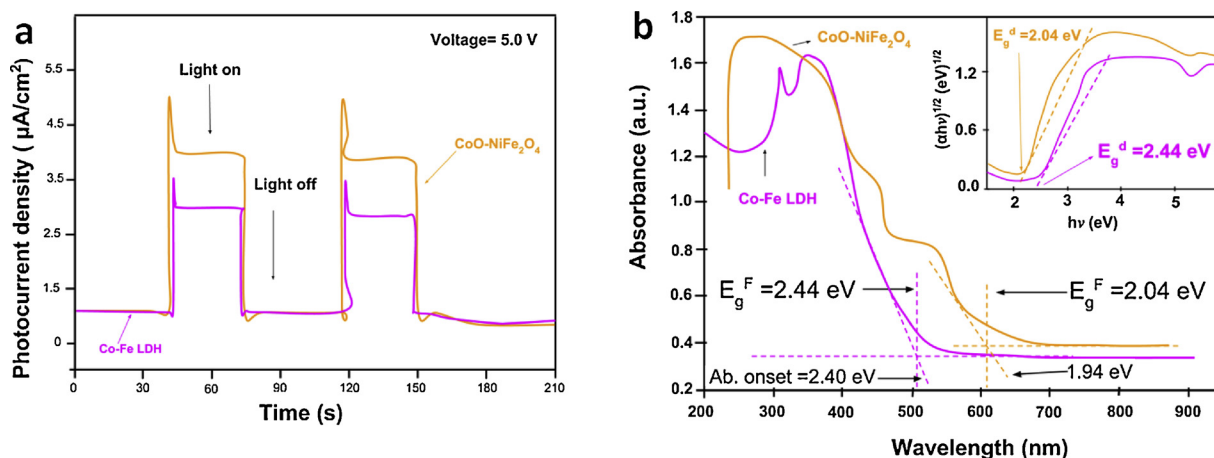 a
Voltage= 5.0 V
Light on
CoO-NiFe₂O₄
Light off
Co-Fe LDH
Photocurrent density ( µA/cm²)
5.5
4.5
3.5
2.5
1.5
0
0
30
60
90
120
150
180
210
Time (s)
b
CoO-NiFe₂O₄
Co-Fe LDH
E_g^F =2.44 eV
E_g^F =2.04 eV
Ab. onset =2.40 eV
1.94 eV
Absorbance (a.u.)
1.8
1.6
1.4
1.2
1.0
0.8
0.6
0.4
0.2
200
300
400
500
600
700
800
900
Wavelength (nm)
E_g^d =2.04 eV
E_g^d =2.44 eV
(αhν)^1/2 (eV)^1/2
1.2
0.6
0.0
2
3
4
5
hν (eV)